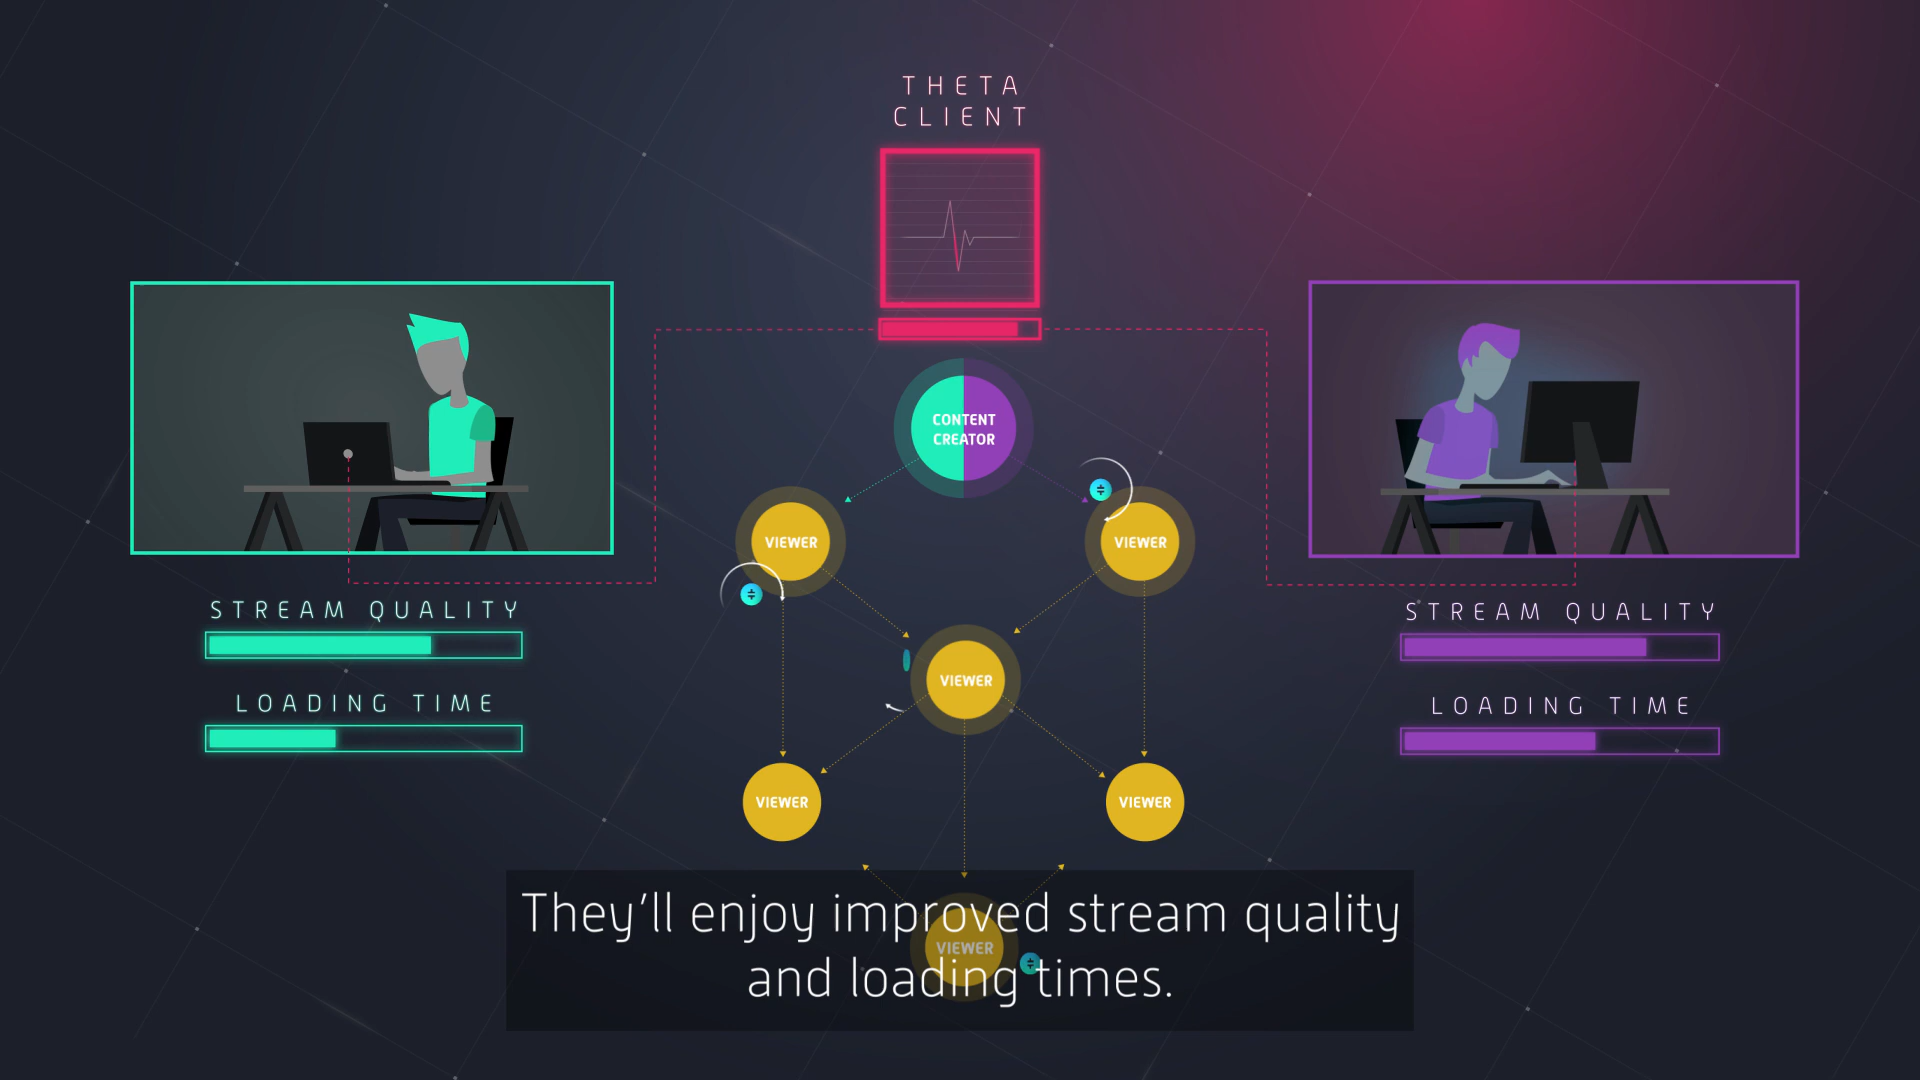 THETA
CLIENT
CONTENT
CREATOR
VIEWER
VIEWER
STREAM QUALITY
STREAM QUALITY
VIEWER
LOADING TIME
LOADING TIME
VIEWER
VIEWER
They'll enjoy improved stream quality
VIEWER
and loading times.